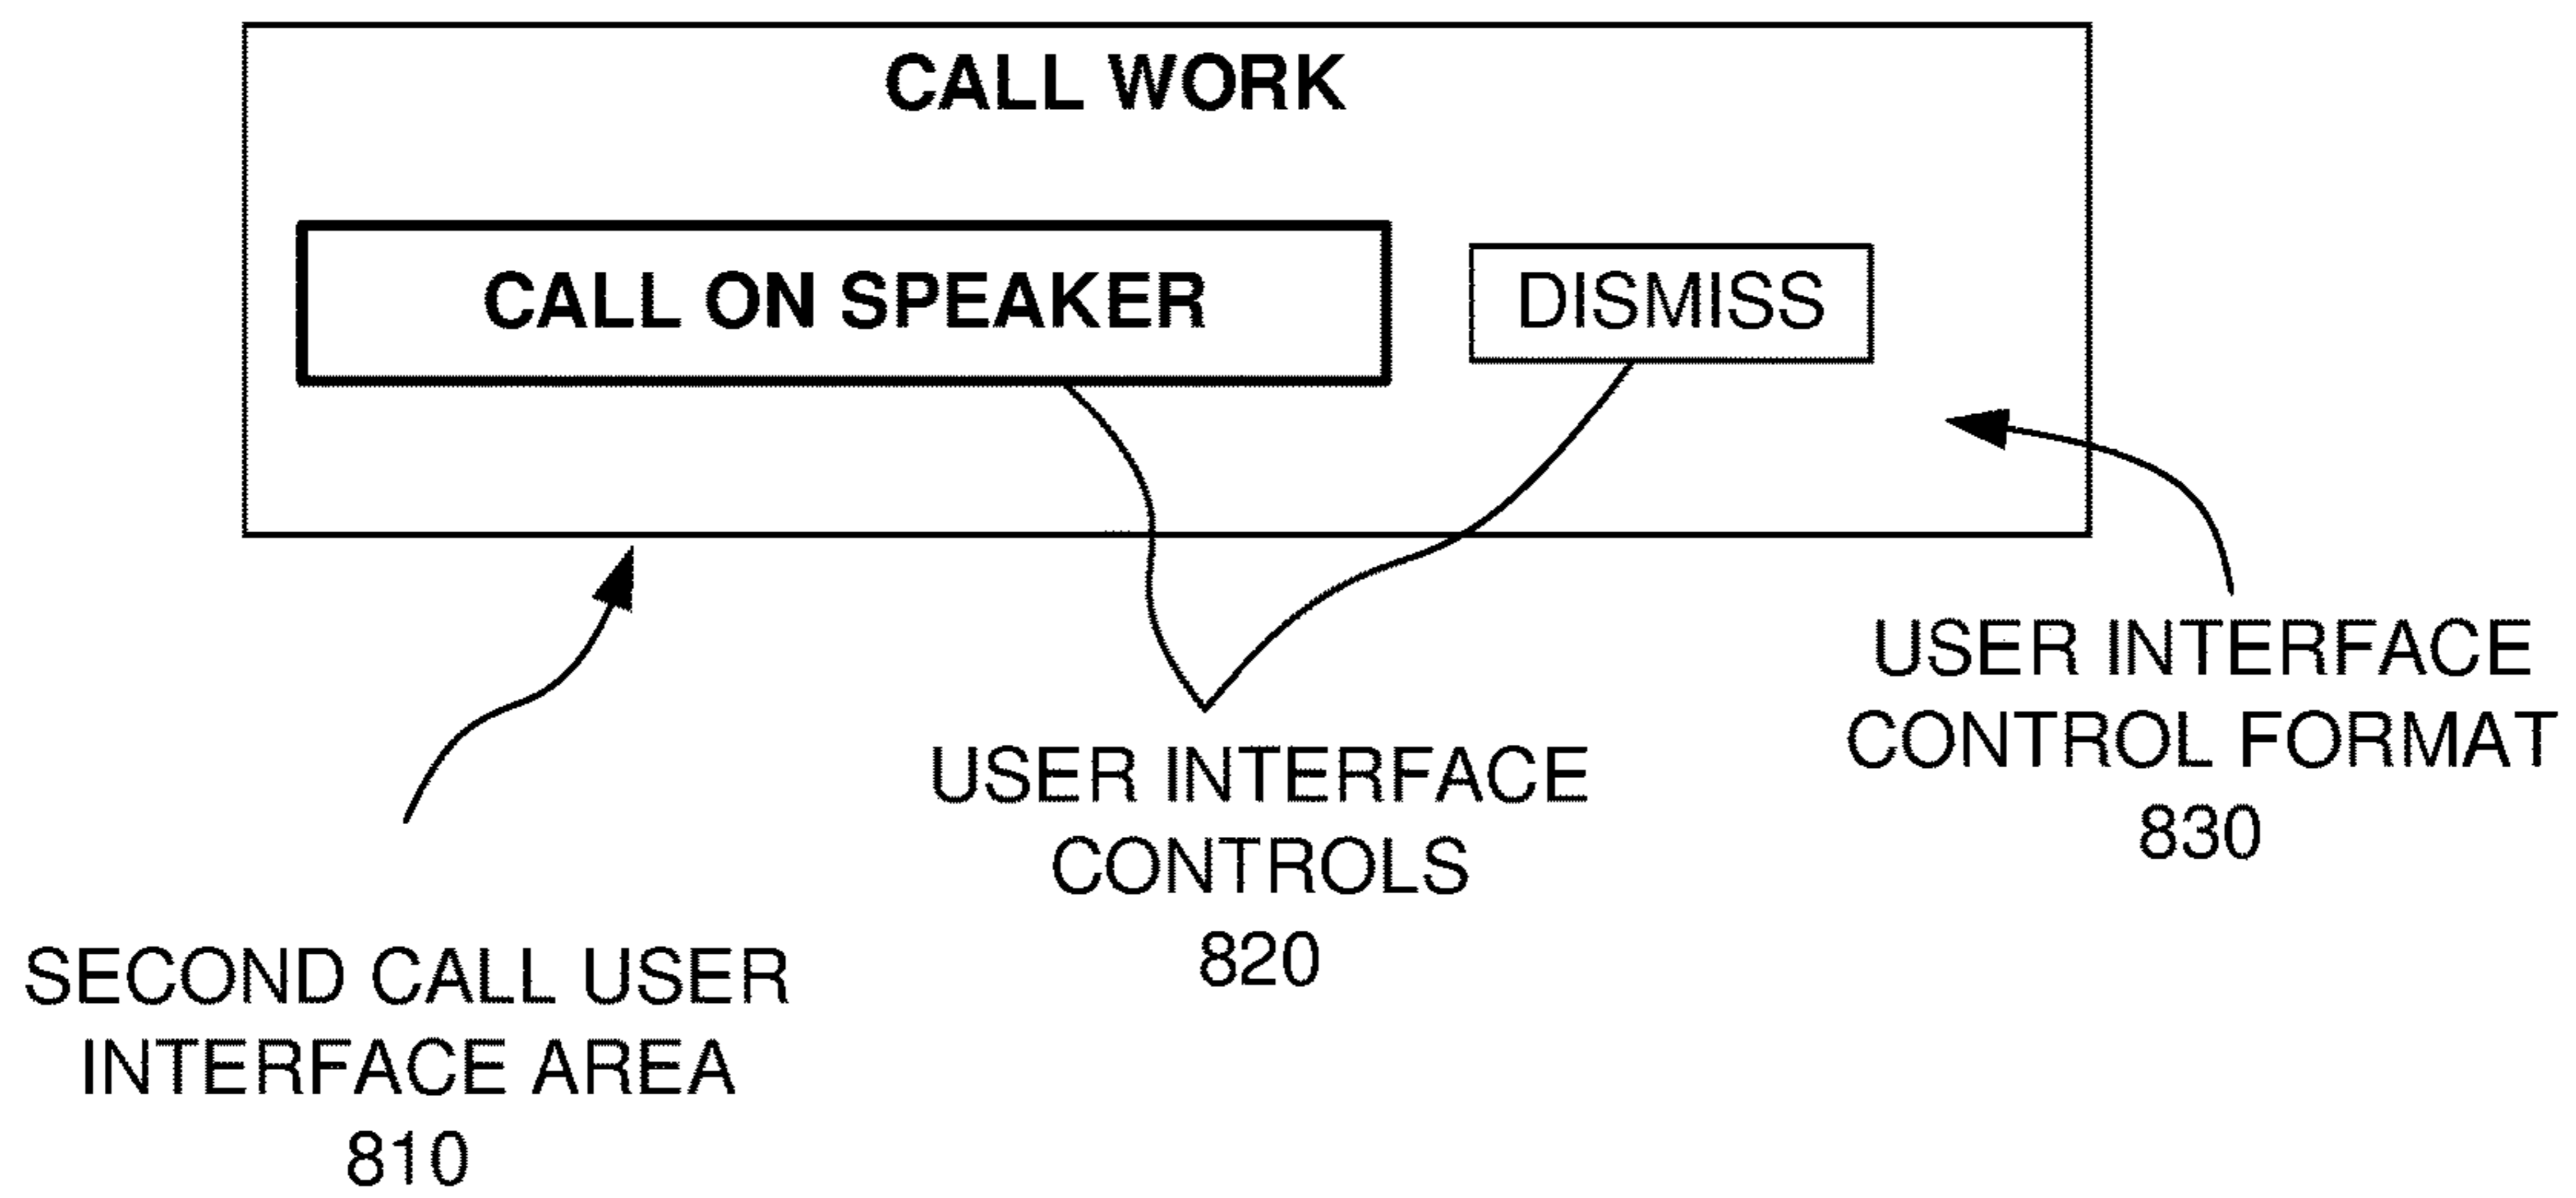 CALL WORK
CALL ON SPEAKER
DISMISS
USER INTERFACE
CONTROL FORMAT
830
USER INTERFACE
CONTROLS
820
SECOND CALL USER
INTERFACE AREA
810